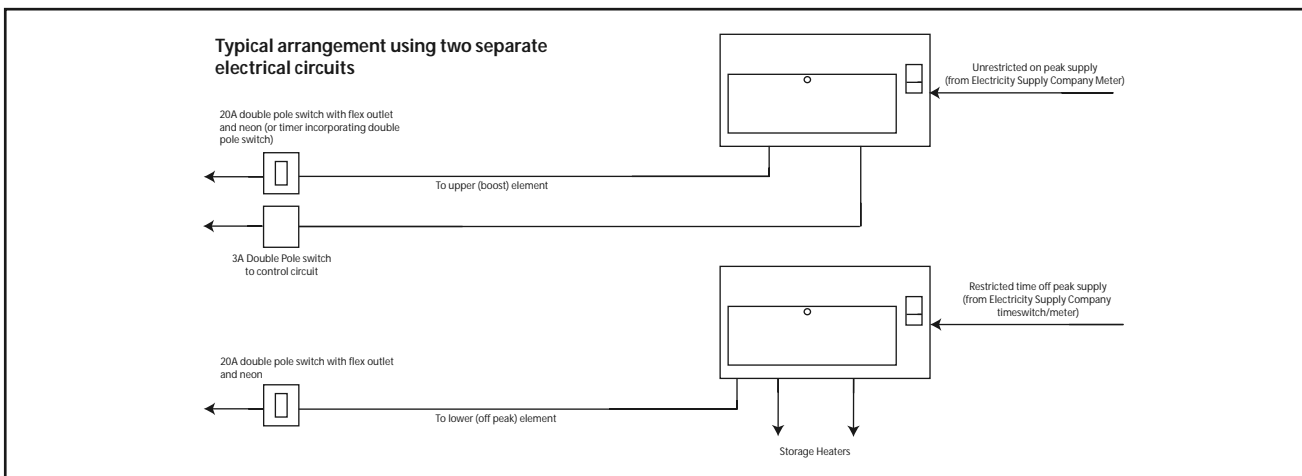 Typical arrangement using two separate
electrical circuits
Unrestricted on peak supply
(from Electricity Supply Company Meter)
20A double pole switch with flex outlet
and neon (or timer incorporating double
pole switch)
To upper (boost) element
3A Double Pole switch
to control circuit
Restricted time off peak supply
(from Electricity Supply Company
timeswitch/meter)
20A double pole switch with flex outlet
and neon
To lower (off peak) element
Storage Heaters